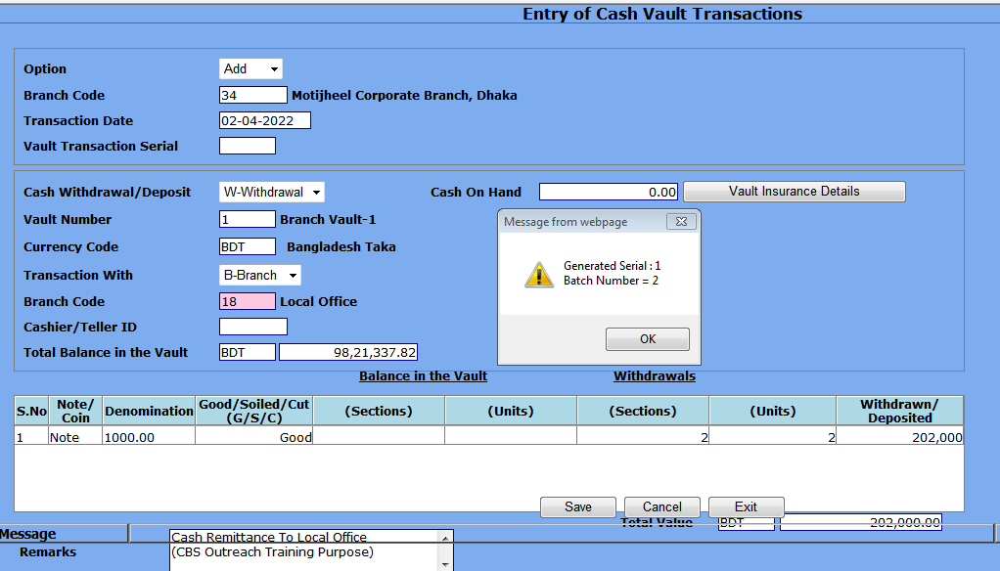 Entry of Cash Vault Transactions
Option Add
Branch Code 34 Motijheel Corporate Branch, Dhaka
Transaction Date 02-04-2022
Vault Transaction Serial
Cash Withdrawal/Deposit W-Withdrawal Cash On Hand 0.00 Vault Insurance Details
Vault Number 1 Branch Vault-1
Currency Code BDT Bangladesh Taka
Transaction With B-Branch
Branch Code 18 Local Office
Cashier/Teller ID
Total Balance in the Vault BDT 98,21,337.82
Message from webpage
Generated Serial : 1
Batch Number = 2
OK
Balance in the Vault Withdrawals
S.No Note/ Coin Denomination Good/Soiled/Cut (G/S/C) (Sections) (Units) (Sections) (Units) Withdrawn/ Deposited
1 Note 1000.00 Good 2 2 202,000
Save Cancel Exit
Total Value BDT 202,000.00
Message
Remarks
Cash Remittance To Local Office
(CBS Outreach Training Purpose)